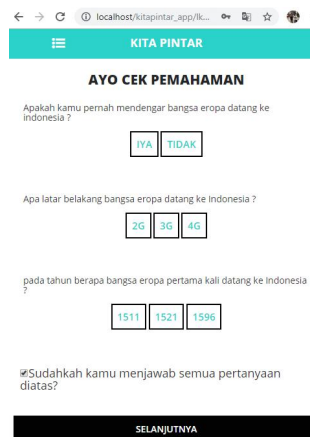 localhost/kitapintar_app/lk...
KITA PINTAR
AYO CEK PEMAHAMAN
Apakah kamu pernah mendengar bangsa eropa datang ke
indonesia ?
IYA TIDAK
Apa latar belakang bangsa eropa datang ke Indonesia ?
2G 3G 4G
pada tahun berapa bangsa eropa pertama kali datang ke Indonesia
?
1511 1521 1596
Sudahkah kamu menjawab semua pertanyaan
diatas?
SELANJUTNYA